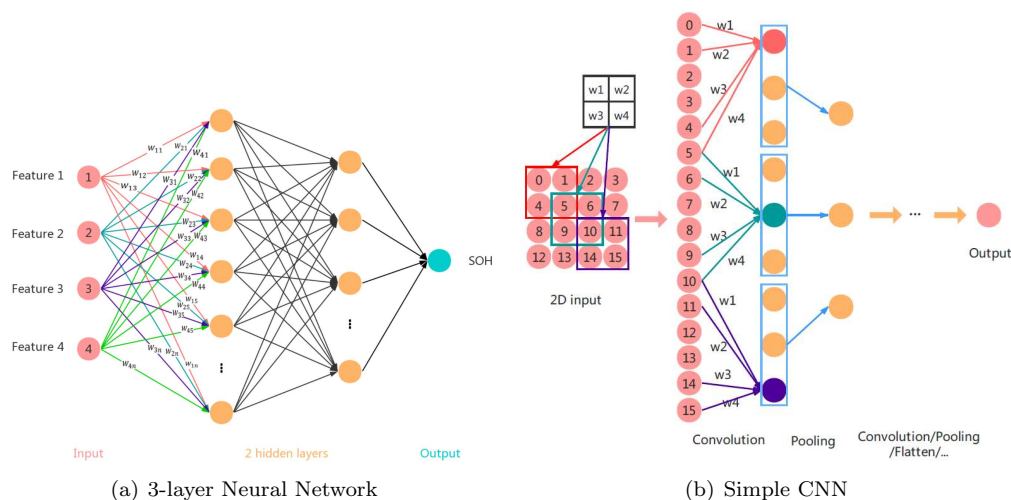 Feature 1
Feature 2
Feature 3
Feature 4
1
2
3
4
w11
w12
w13
w21
w41
w31
w22
w32
w42
w23
w33
w43
w14
w24
w34
w44
w15
w25
w35
w45
w3n
w2n
w1n
w4n
...
...
SOH
Input
2 hidden layers
Output
(a) 3-layer Neural Network
w1 w2
w3 w4
0 1 2 3
4 5 6 7
8 9 10 11
12 13 14 15
2D input
0
1
2
3
4
5
6
7
8
9
10
11
12
13
14
15
w1
w2
w3
w4
w1
w2
w3
w4
w1
w2
w3
w4
...
Output
Convolution
Pooling
Convolution/Pooling
/Flatten/...
(b) Simple CNN